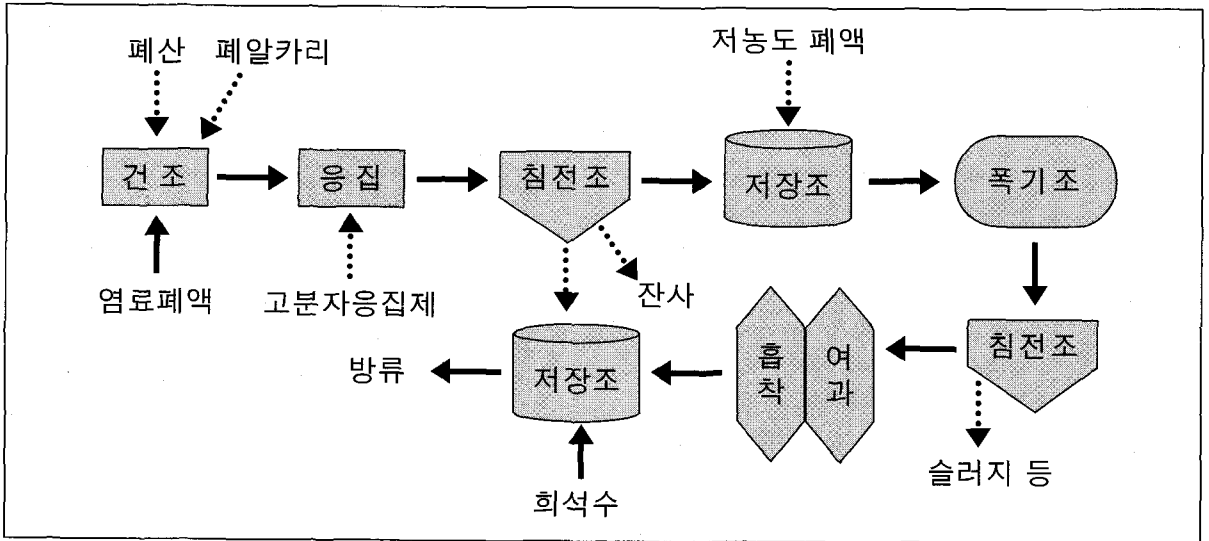 폐산 폐알카리
저농도 폐액
건 조
응 집
침전조
저장조
폭기조
염료폐액
고분자응집제
잔사
방류
저장조
흡착
여과
침전조
슬러지 등
희석수